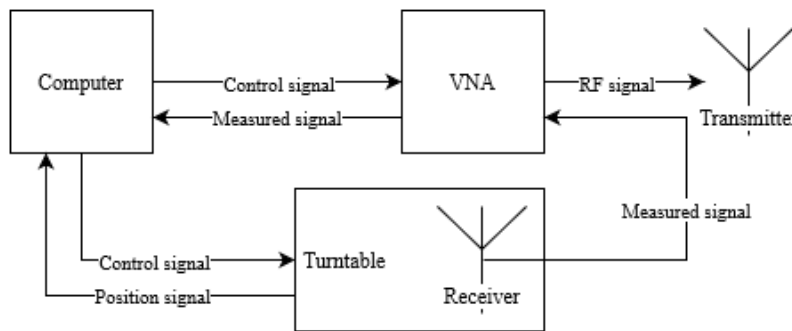 Computer
Control signal
VNA
RF signal
Measured signal
Transmitter
Measured signal
Control signal
Turntable
Position signal
Receiver